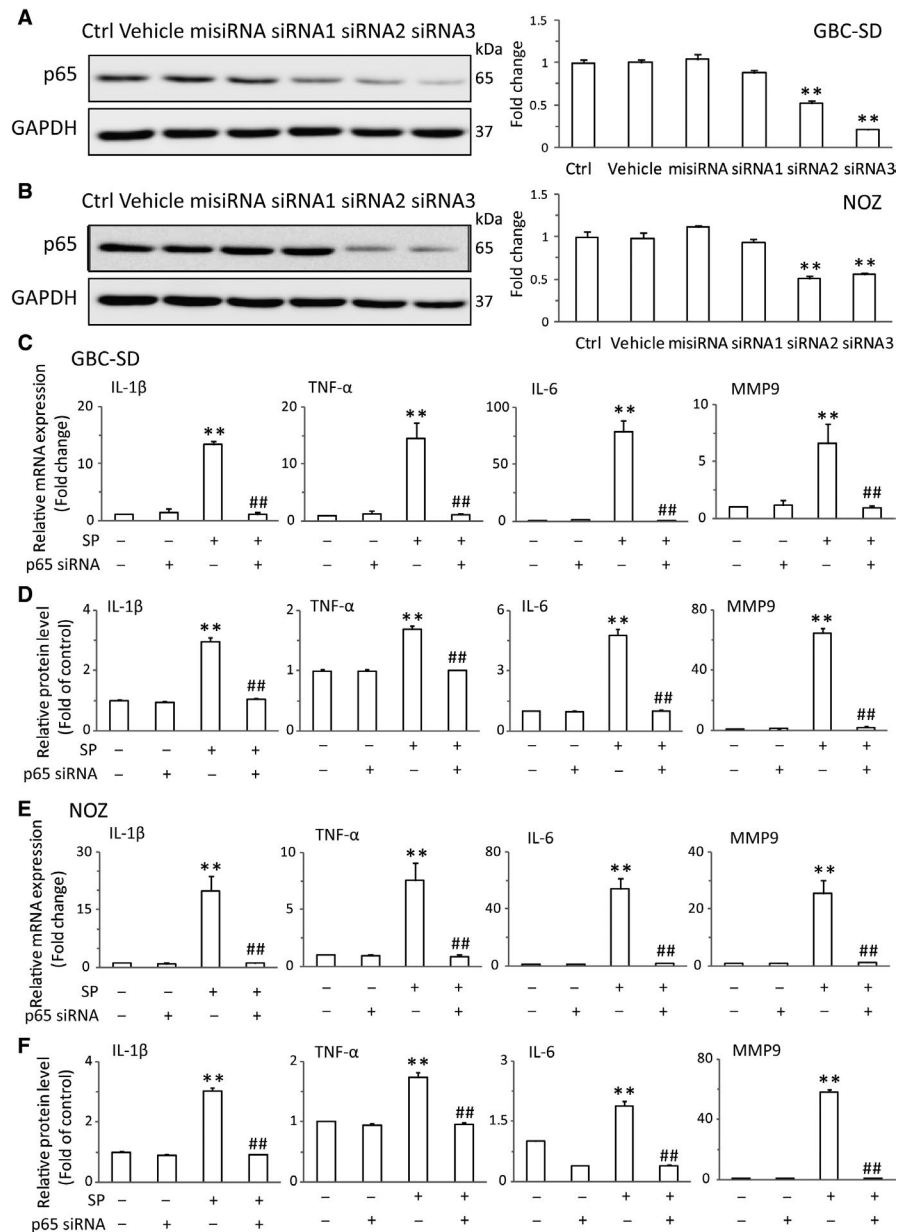 A
Ctrl Vehicle misiRNA siRNA1 siRNA2 siRNA3
kDa
p65
65
GAPDH
37
GBC-SD
Fold change
1.5
1
0.5
0
** **
Ctrl Vehicle misiRNA siRNA1 siRNA2 siRNA3
B
Ctrl Vehicle misiRNA siRNA1 siRNA2 siRNA3
kDa
p65
65
GAPDH
37
NOZ
Fold change
1.5
1
0.5
0
** **
Ctrl Vehicle misiRNA siRNA1 siRNA2 siRNA3
C
GBC-SD
Relative mRNA expression
(Fold change)
IL-1β
20
10
0
** ##
TNF-α
20
10
0
** ##
IL-6
100
50
0
** ##
MMP9
10
5
0
** ##
SP – – + + – – + + – – + + – – + +
p65 siRNA – + – + – + – + – + – + – + – +
D
Relative protein level
(Fold of control)
IL-1β
4
2
0
** ##
TNF-α
2
1
0
** ##
IL-6
6
3
0
** ##
MMP9
80
40
0
** ##
SP – – + + – – + + – – + + – – + +
p65 siRNA – + – + – + – + – + – + – + – +
E
NOZ
Relative mRNA expression
(Fold change)
IL-1β
30
15
0
** ##
TNF-α
10
5
0
** ##
IL-6
80
40
0
** ##
MMP9
40
20
0
** ##
SP – – + + – – + + – – + + – – + +
p65 siRNA – + – + – + – + – + – + – + – +
F
Relative protein level
(Fold of control)
IL-1β
4
2
0
** ##
TNF-α
2
1
0
** ##
IL-6
3
1.5
0
** ##
MMP9
80
40
0
** ##
SP – – + + – – + + – – + + – – + +
p65 siRNA – + – + – + – + – + – + – + – +